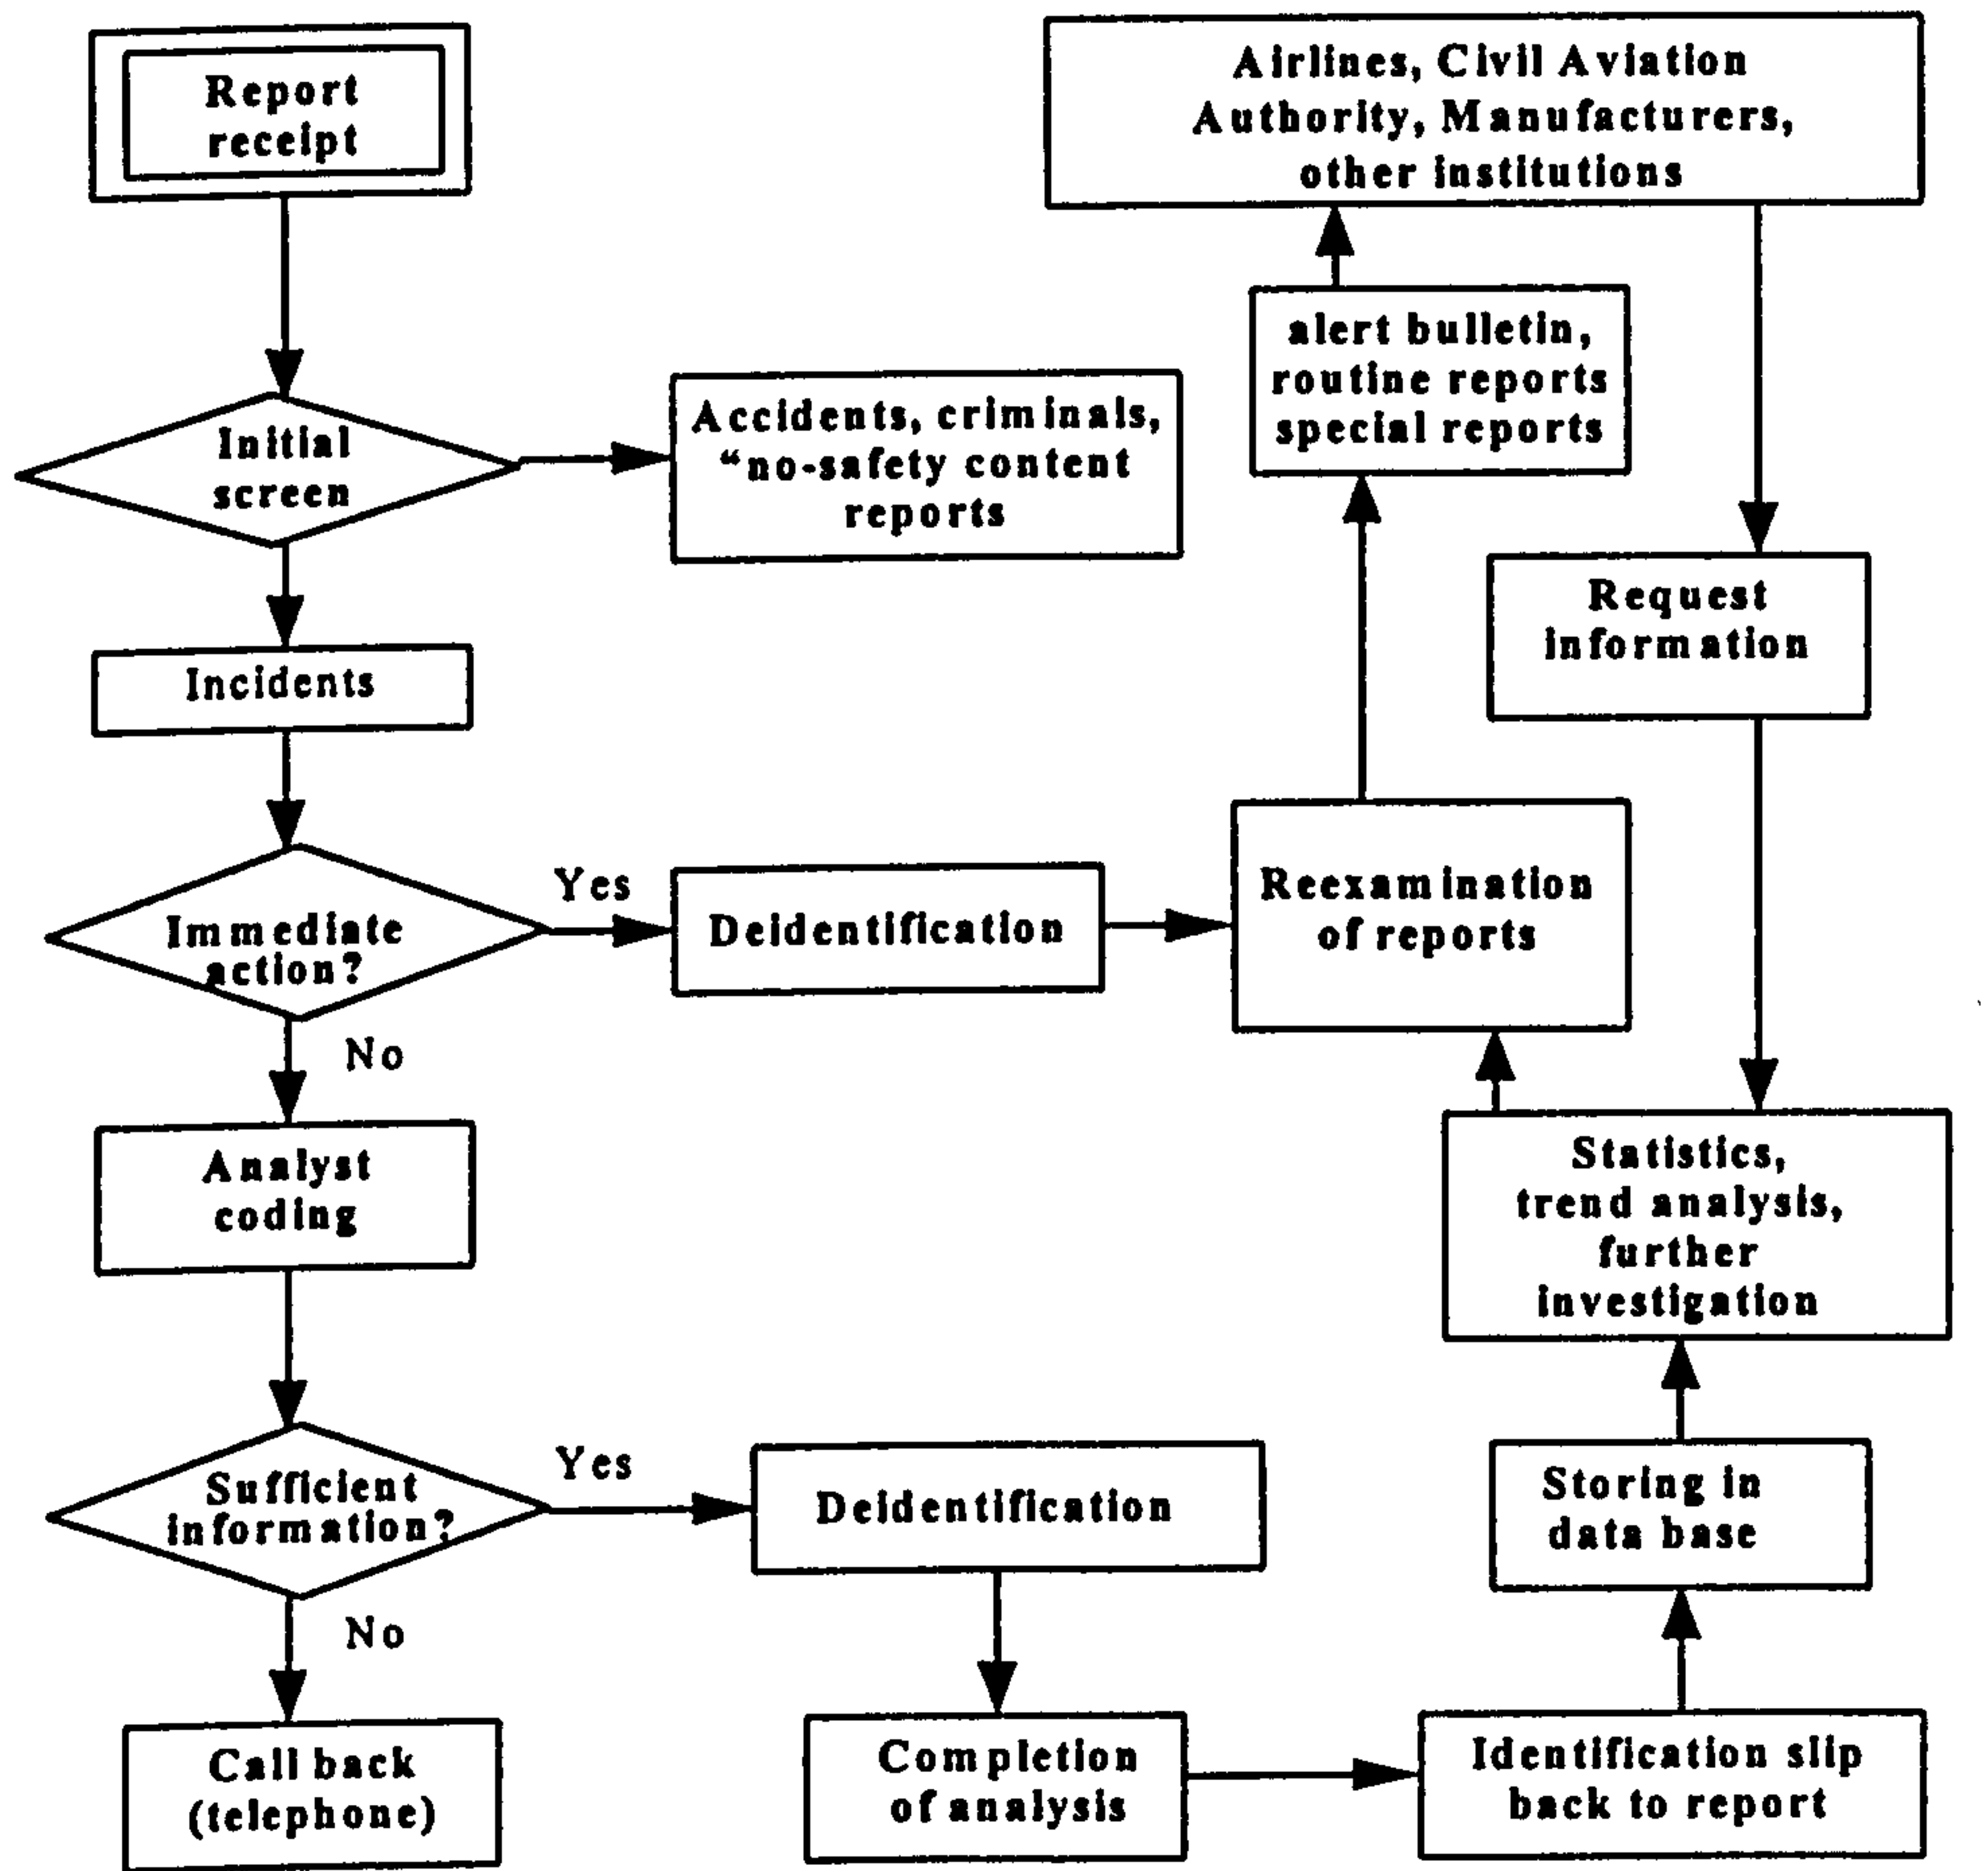 Report
receipt
Airlines, Civil Aviation
Authority, Manufacturers,
other institutions
alert bulletin,
routine reports
special reports
Initial
screen
Accidents, criminals,
“no-safety content
reports
Request
information
Incidents
Immediate
action?
Yes
Deidentification
Reexamination
of reports
No
Analyst
coding
Statistics,
trend analysis,
further
investigation
Sufficient
information?
Yes
Deidentification
Storing in
data base
No
Call back
(telephone)
Completion
of analysis
Identification slip
back to report